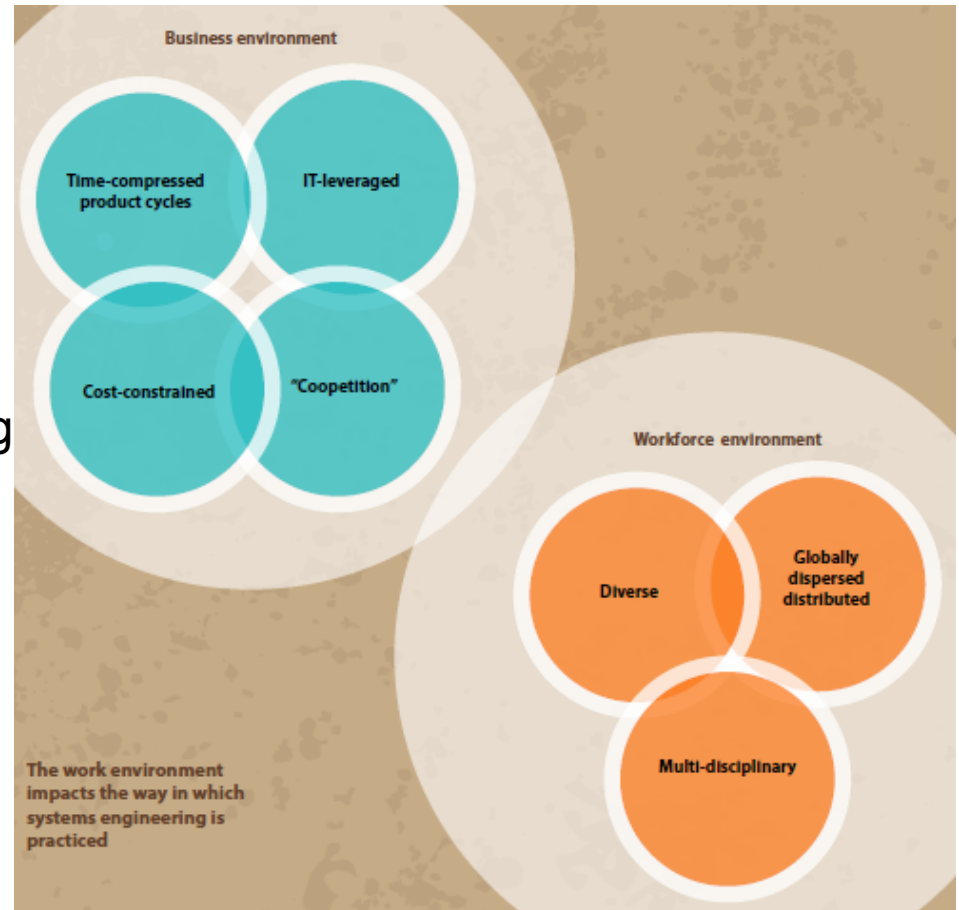 Business environment
Time-compressed
product cycles
IT-leveraged
Cost-constrained
"Coopetition"
g
Workforce environment
Diverse
Globally
dispersed
distributed
Multi-disciplinary
The work environment
impacts the way in which
systems engineering is
practiced